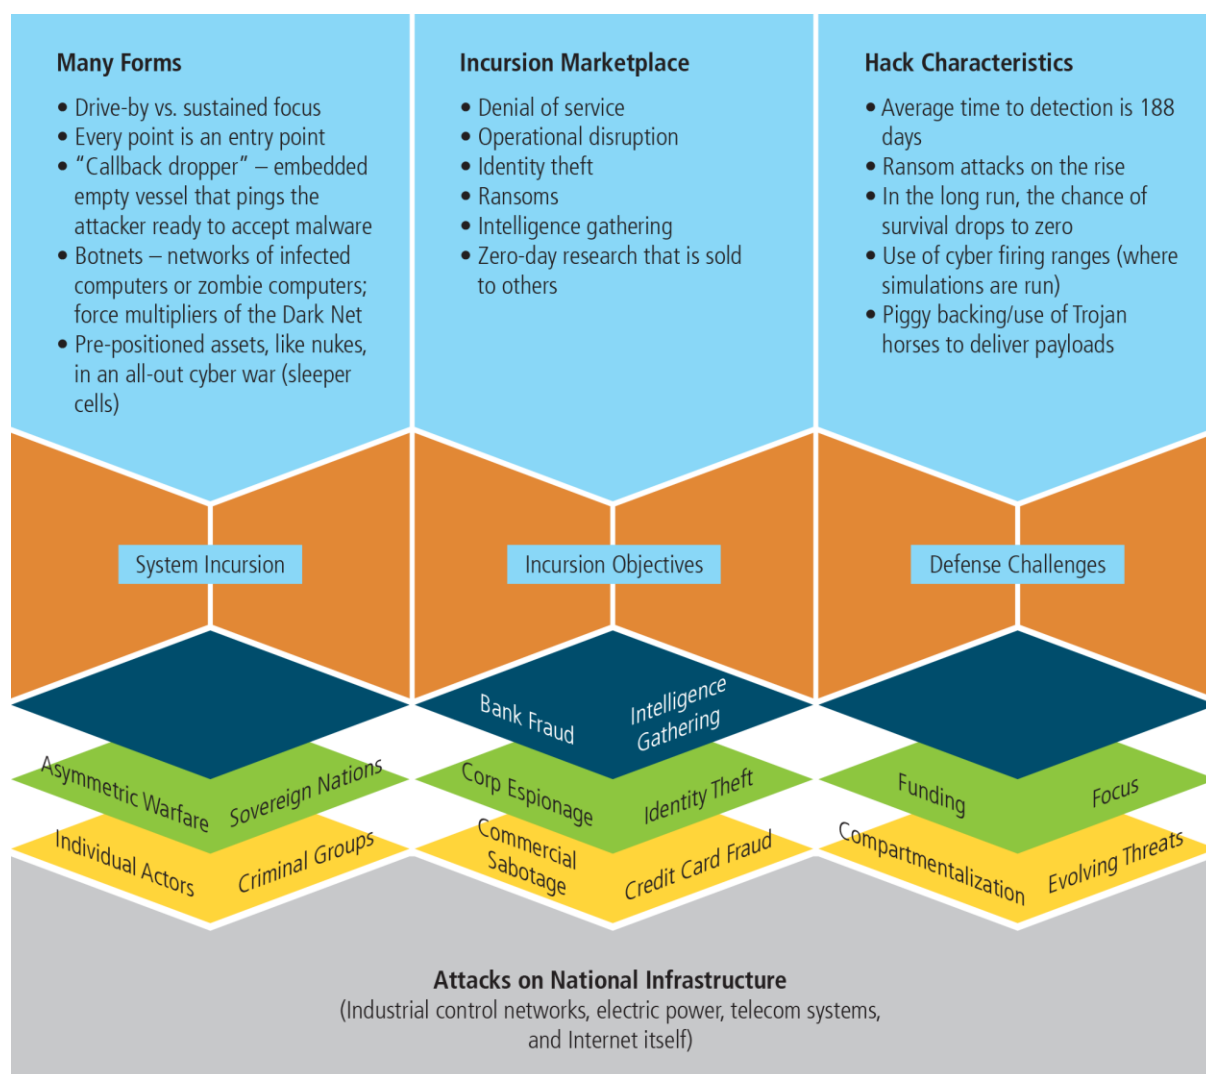 Many Forms
• Drive-by vs. sustained focus
• Every point is an entry point
• “Callback dropper” – embedded
empty vessel that pings the
attacker ready to accept malware
• Botnets – networks of infected
computers or zombie computers;
force multipliers of the Dark Net
• Pre-positioned assets, like nukes,
in an all-out cyber war (sleeper
cells)
Incursion Marketplace
• Denial of service
• Operational disruption
• Identity theft
• Ransoms
• Intelligence gathering
• Zero-day research that is sold
to others
Hack Characteristics
• Average time to detection is 188
days
• Ransom attacks on the rise
• In the long run, the chance of
survival drops to zero
• Use of cyber firing ranges (where
simulations are run)
• Piggy backing/use of Trojan
horses to deliver payloads
System Incursion
Incursion Objectives
Defense Challenges
Asymmetric Warfare
Sovereign Nations
Individual Actors
Criminal Groups
Bank Fraud
Intelligence
Gathering
Corp Espionage
Identity Theft
Commercial
Sabotage
Credit Card Fraud
Funding
Focus
Compartmentalization
Evolving Threats
Attacks on National Infrastructure
(Industrial control networks, electric power, telecom systems,
and Internet itself)